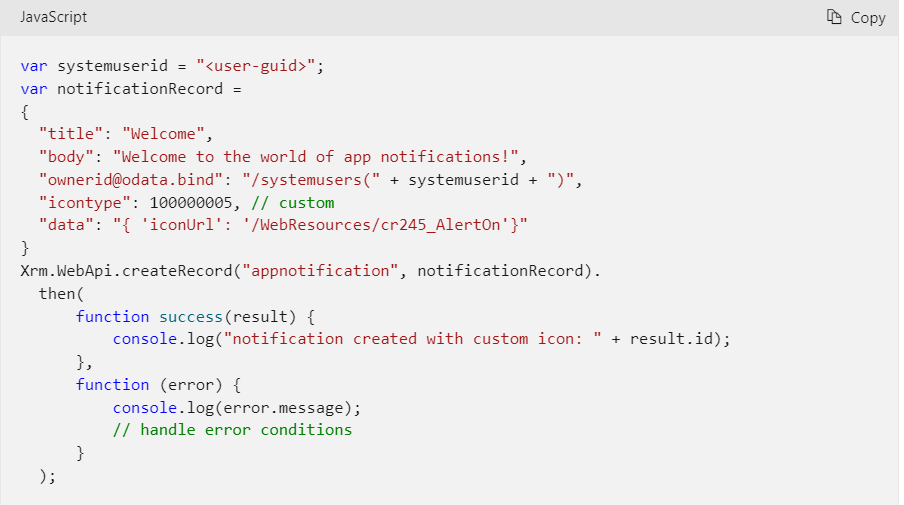 JavaScript
Copy
var systemuserid = "<user-guid>";
var notificationRecord =
{
  "title": "Welcome",
  "body": "Welcome to the world of app notifications!",
  "ownerid@odata.bind": "/systemusers(" + systemuserid + ")",
  "icontype": 100000005, // custom
  "data": "{ 'iconUrl': '/WebResources/cr245_AlertOn'}"
}
Xrm.WebApi.createRecord("appnotification", notificationRecord).
  then(
      function success(result) {
          console.log("notification created with custom icon: " + result.id);
      },
      function (error) {
          console.log(error.message);
          // handle error conditions
      }
  );